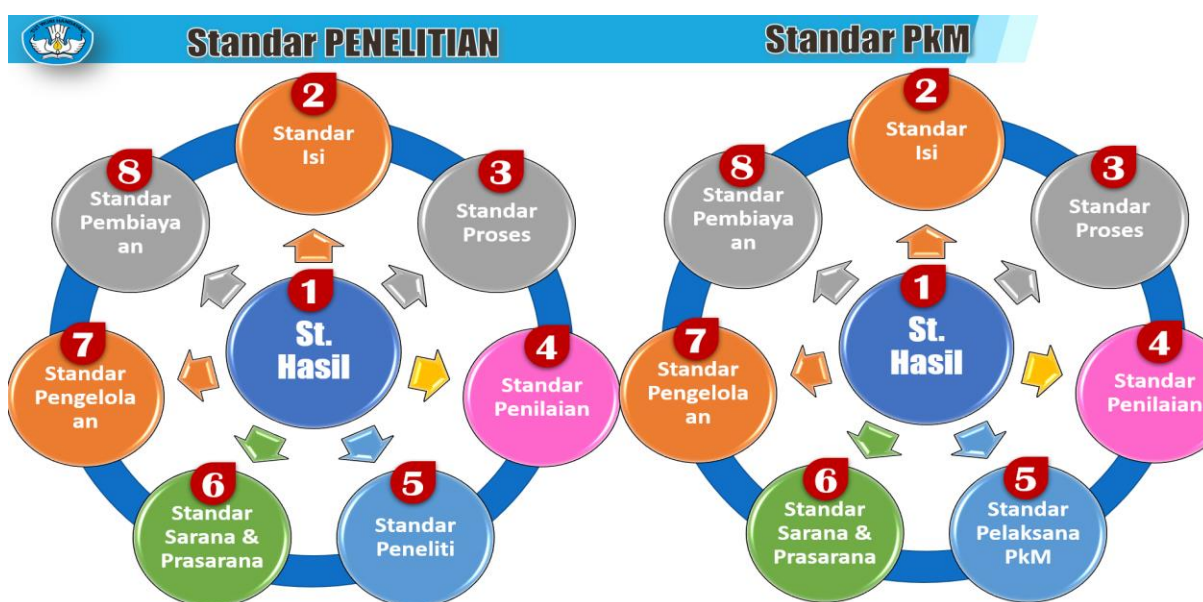 Standar PENELITIAN
2
Standar
Isi
8
Standar
Pembiaya
an
3
Standar
Proses
1
St.
Hasil
7
Standar
Pengelola
an
4
Standar
Penilaian
6
Standar
Sarana &
Prasarana
5
Standar
Peneliti
Standar PkM
2
Standar
Isi
8
Standar
Pembiaya
an
3
Standar
Proses
1
St.
Hasil
7
Standar
Pengelola
an
4
Standar
Penilaian
6
Standar
Sarana &
Prasarana
5
Standar
Pelaksana
PkM